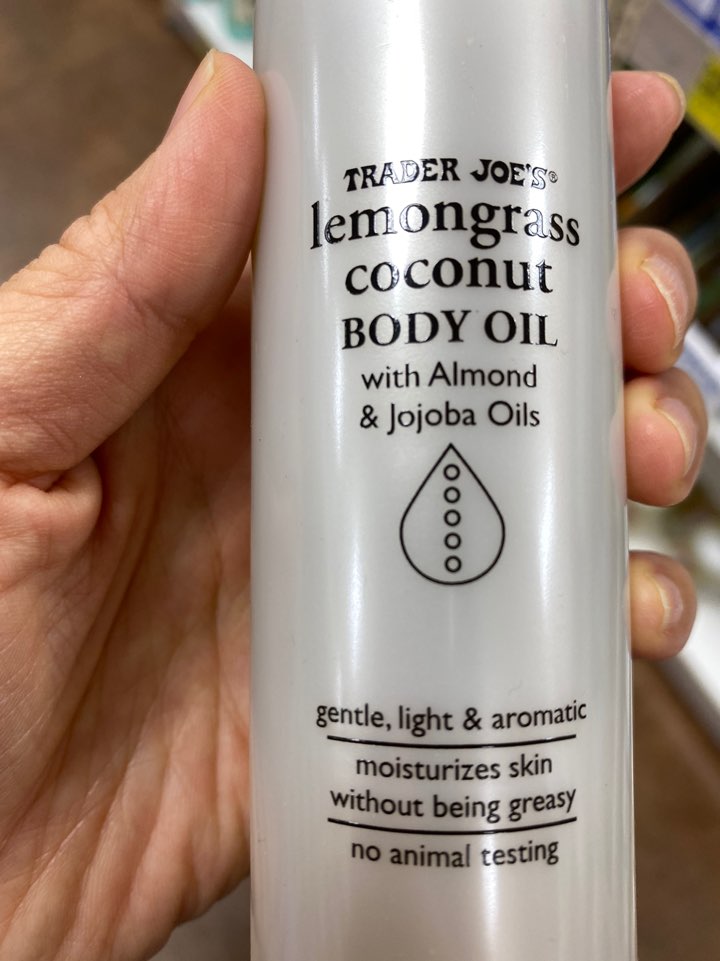 TRADER JOE'S®
lemongrass
coconut
BODY OIL
with Almond
& Jojoba Oils
gentle, light & aromatic
moisturizes skin
without being greasy
no animal testing